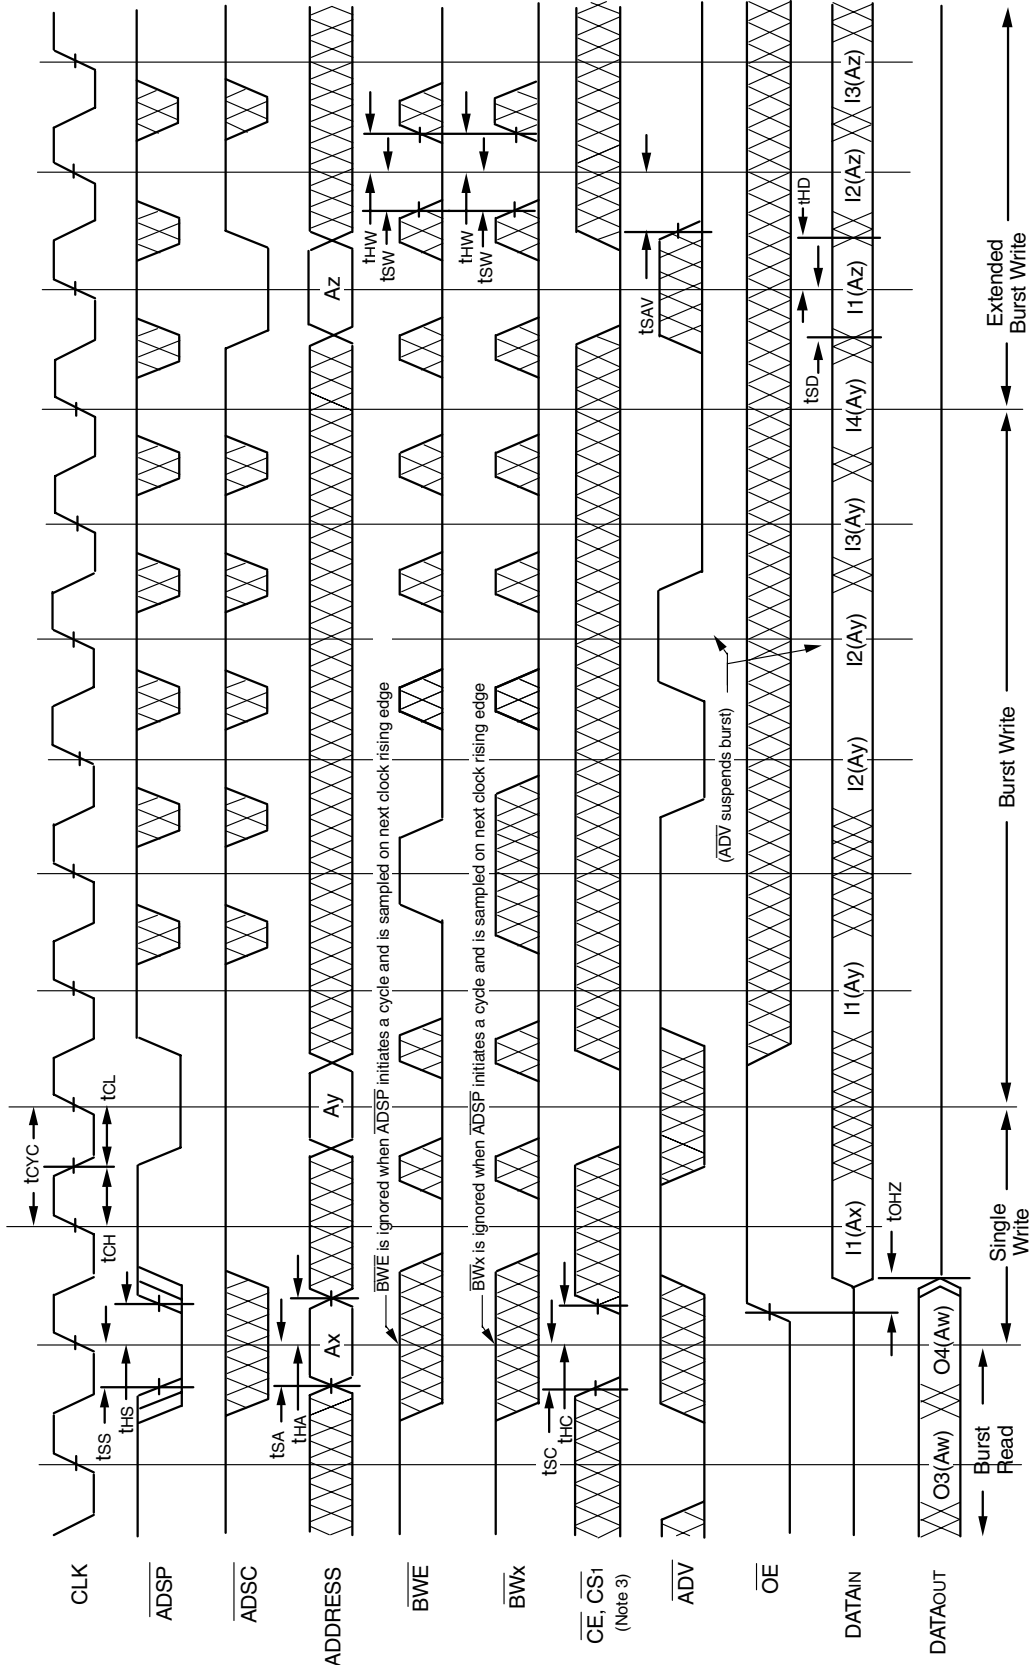 CLK
tCYC
tCH
tCL
ADSP
tSS
tHS
ADSC
ADDRESS
tSA
tHA
Ax
Ay
Az
BWE
BWE is ignored when ADSP initiates a cycle and is sampled on next clock rising edge
tHW
tSW
BWx
BWx is ignored when ADSP initiates a cycle and is sampled on next clock rising edge
tHW
tSW
CE, CS1
(Note 3)
tSC
tHC
ADV
tSAV
(ADV suspends burst)
OE
tOHZ
tSD
tHD
DATAIN
I1(Ax)
I1(Ay)
I2(Ay)
I2(Ay)
I3(Ay)
I4(Ay)
I1(Az)
I2(Az)
I3(Az)
DATAOUT
O3(Aw)
O4(Aw)
Burst
Read
Single
Write
Burst Write
Extended
Burst Write